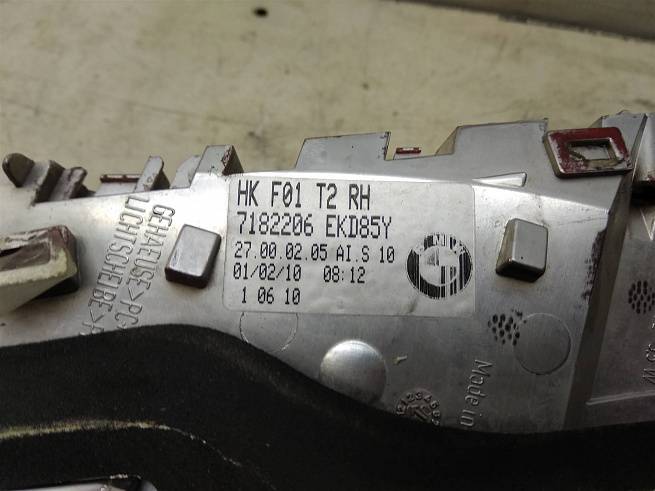 HK F01 T2 RH
7182206 EKD85Y
27.00.02.05 AI.S 10
01/02/10 08:12
1 06 10
GEHAEUSE>PC
LICHTSCHEIBE>P
Made in